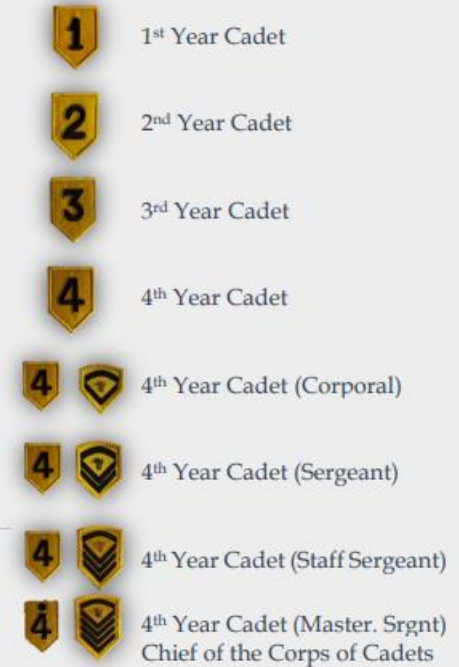 1 1st Year Cadet
2 2nd Year Cadet
3 3rd Year Cadet
4 4th Year Cadet
4 4th Year Cadet (Corporal)
4 4th Year Cadet (Sergeant)
4 4th Year Cadet (Staff Sergeant)
4 4th Year Cadet (Master. Srgnt)
Chief of the Corps of Cadets